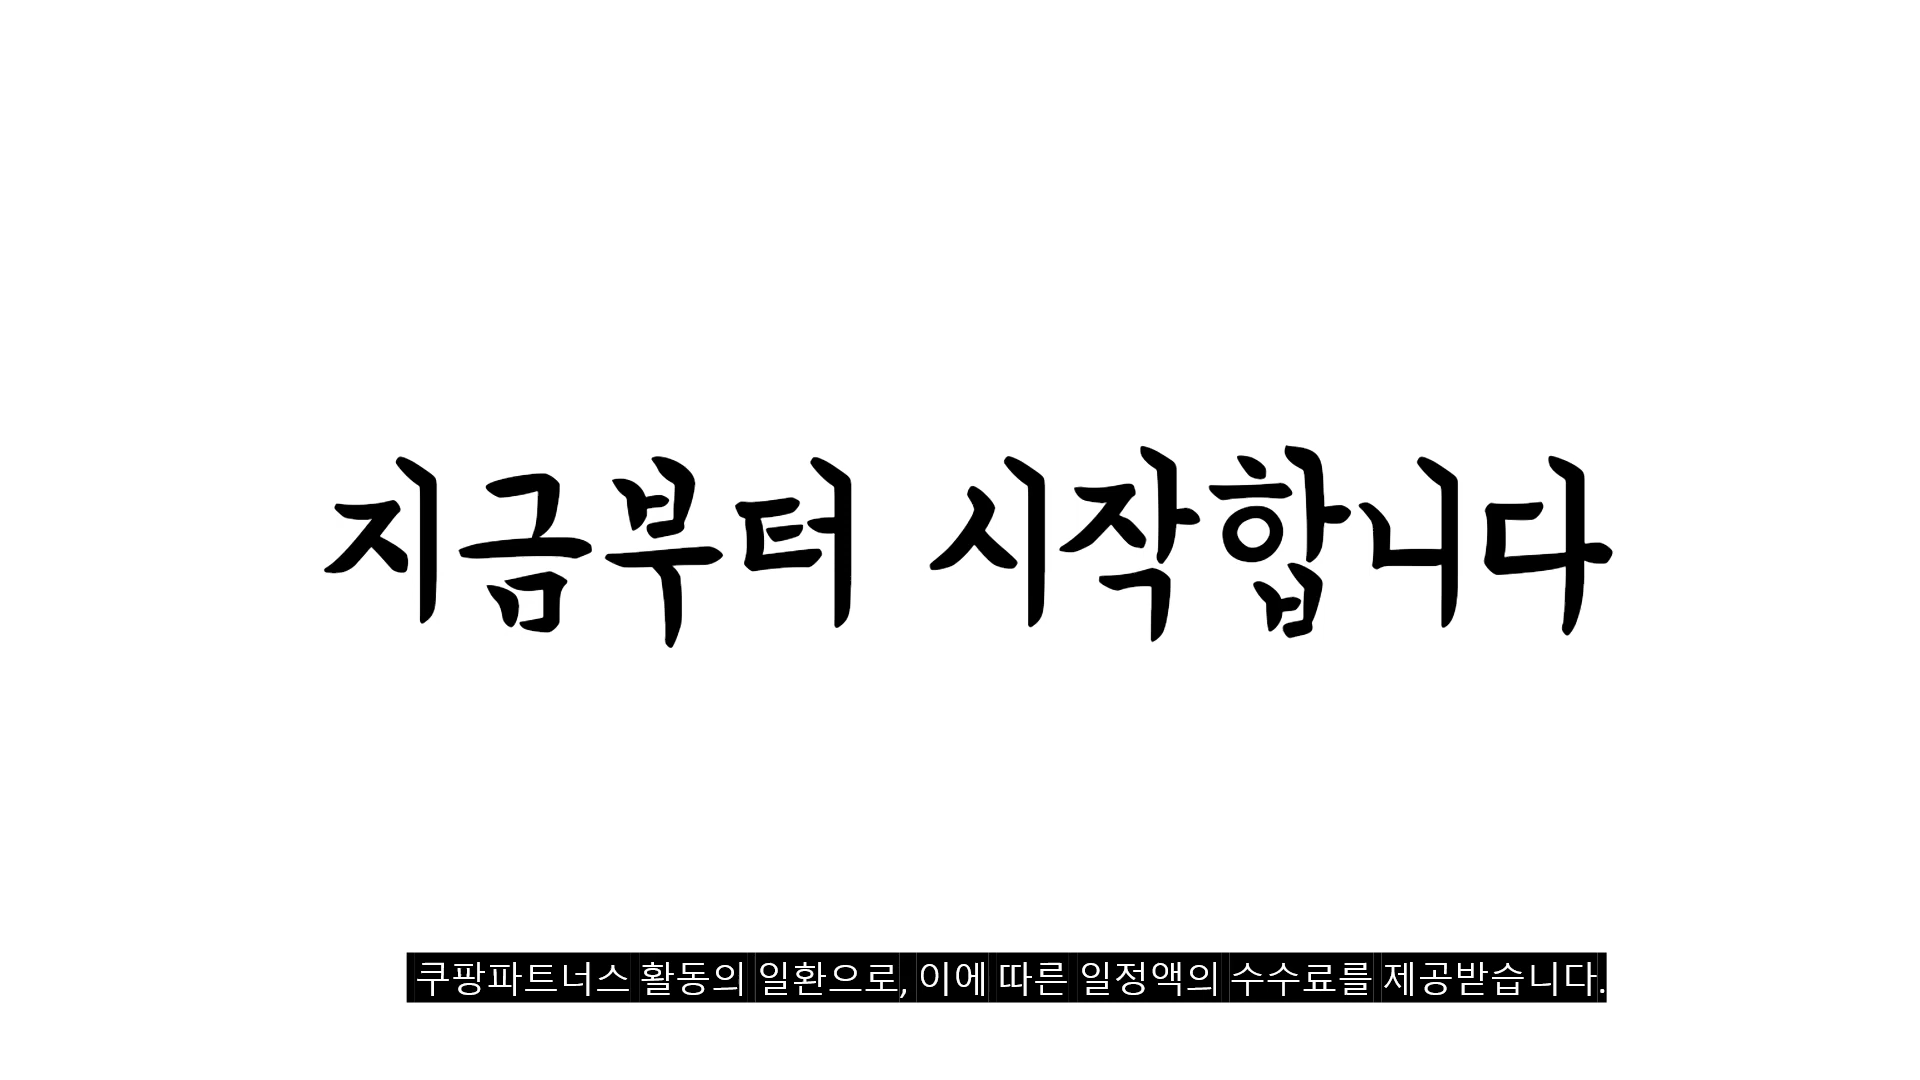 지금부터 시작합니다
쿠팡파트너스 활동의 일환으로, 이에 따른 일정액의 수수료를 제공받습니다.